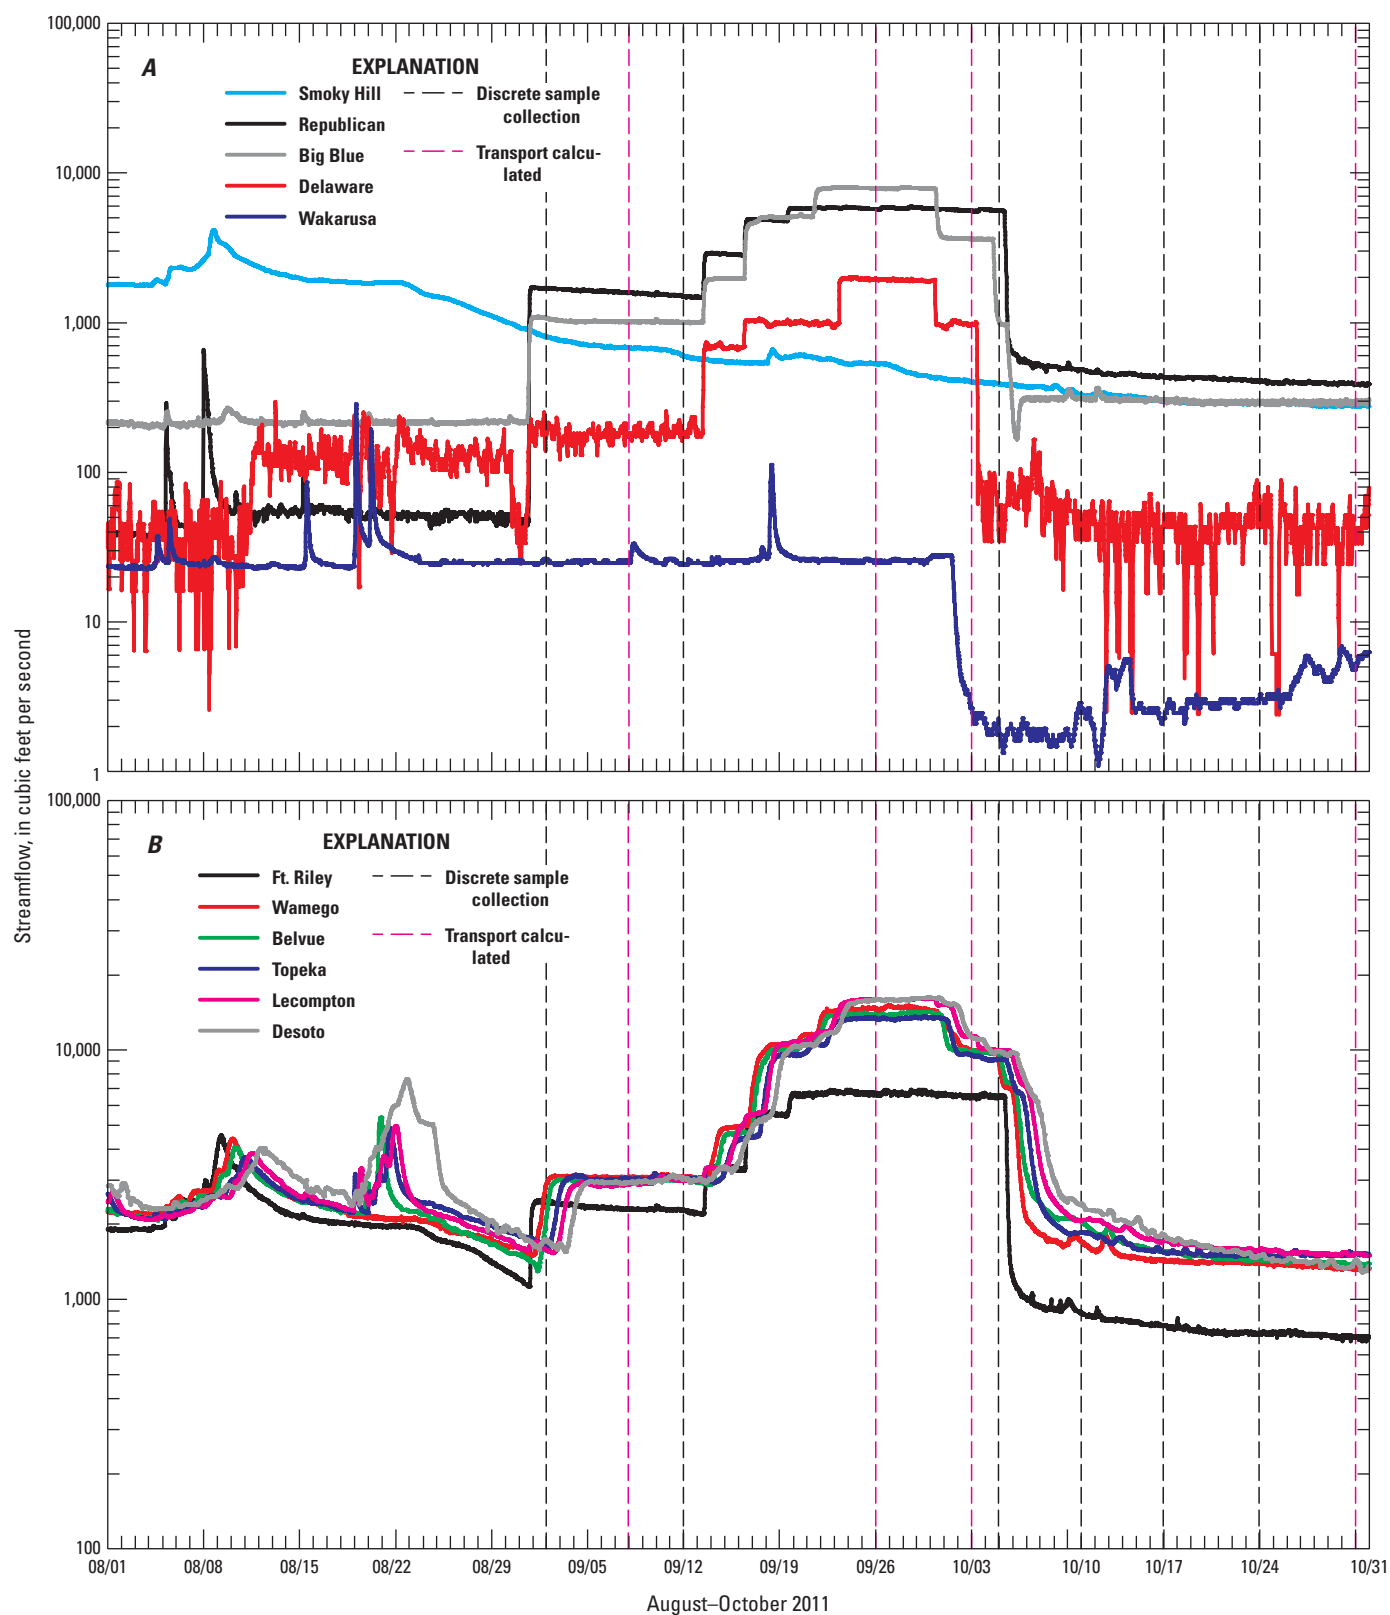 Streamflow, in cubic feet per second
100,000
10,000
1,000
100
10
1
A
EXPLANATION
Smoky Hill
Republican
Big Blue
Delaware
Wakarusa
Discrete sample
collection
Transport calcu-
lated
100,000
10,000
1,000
100
B
EXPLANATION
Ft. Riley
Wamego
Belvue
Topeka
Lecompton
Desoto
Discrete sample
collection
Transport calcu-
lated
08/01 08/08 08/15 08/22 08/29 09/05 09/12 09/19 09/26 10/03 10/10 10/17 10/24 10/31
August–October 2011